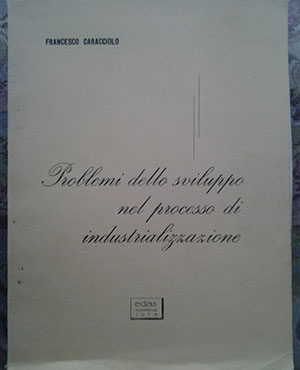 FRANCESCO CARACCIOLO
Problemi dello sviluppo
nel processo di
industrializzazione
edas